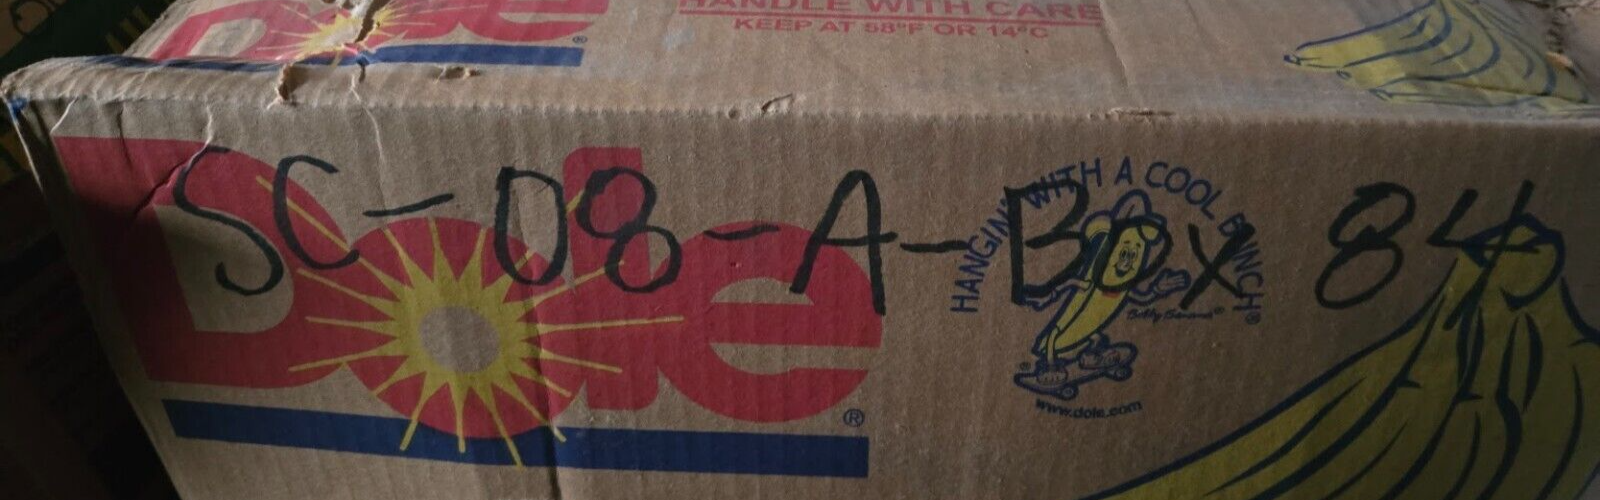 Dole®
HANDLE WITH CARE
KEEP AT 58°F OR 14°C
Dole®
SC-08-A-Box 84
HANGIN' WITH A COOL BUNCH!®
Bobby Banana®
®
www.dole.com